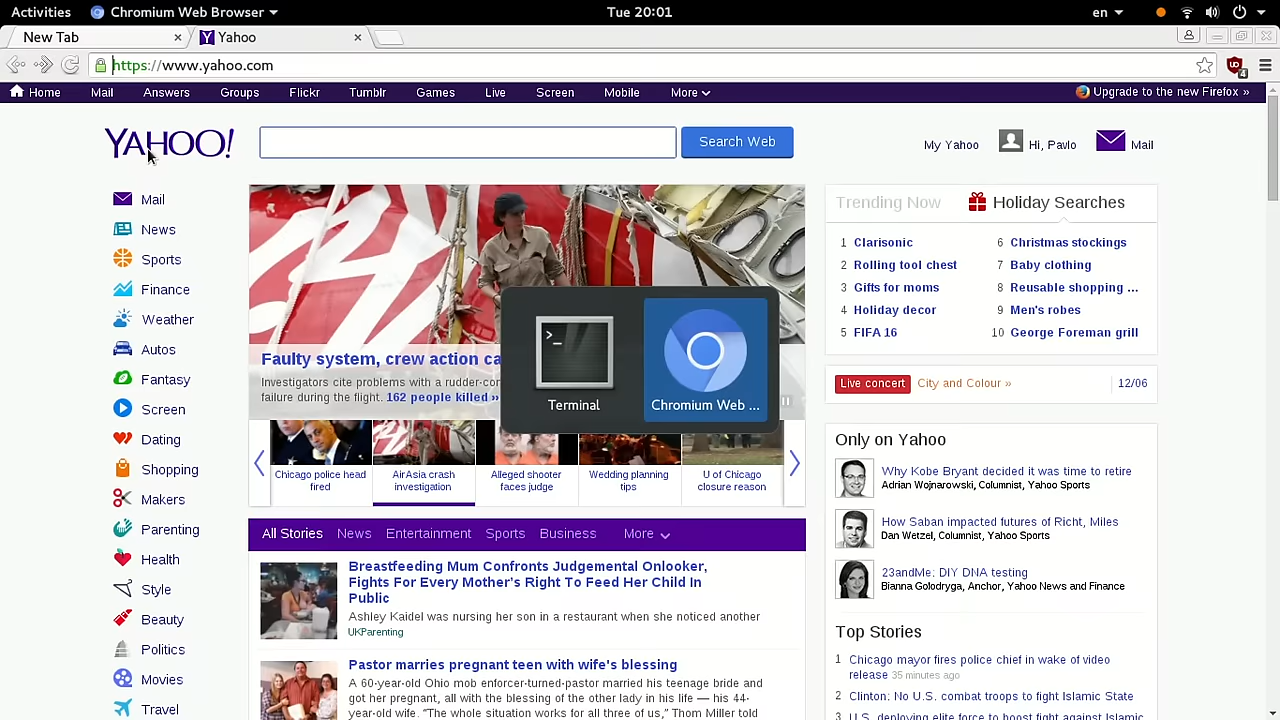 Activities
Chromium Web Browser
Tue 20:01
en
New Tab
Yahoo
https://www.yahoo.com
4
Home Mail Answers Groups Flickr Tumblr Games Live Screen Mobile More
Upgrade to the new Firefox »
YAHOO!
Search Web
My Yahoo
Hi, Pavlo
Mail
Mail
News
Sports
Finance
Weather
Autos
Fantasy
Screen
Dating
Shopping
Makers
Parenting
Health
Style
Beauty
Politics
Movies
Travel
Faulty system, crew action ca
Investigators cite problems with a rudder-con
failure during the flight. 162 people killed »
>_
Terminal
Chromium Web ...
Chicago police head
fired
AirAsia crash
investigation
Alleged shooter
faces judge
Wedding planning
tips
U of Chicago
closure reason
All Stories News Entertainment Sports Business More
Breastfeeding Mum Confronts Judgemental Onlooker,
Fights For Every Mother's Right To Feed Her Child In
Public
Ashley Kaidel was nursing her son in a restaurant when she noticed another
UKParenting
Pastor marries pregnant teen with wife's blessing
A 60-year-old Ohio mob enforcer-turned-pastor married his teenage bride and
got her pregnant, all with the blessing of the other lady in his life — his 44-
year-old wife. "The whole situation works for all three of us," Thom Miller told
Trending Now
Holiday Searches
1 Clarisonic
2 Rolling tool chest
3 Gifts for moms
4 Holiday decor
5 FIFA 16
6 Christmas stockings
7 Baby clothing
8 Reusable shopping ...
9 Men's robes
10 George Foreman grill
Live concert City and Colour » 12/06
Only on Yahoo
Why Kobe Bryant decided it was time to retire
Adrian Wojnarowski, Columnist, Yahoo Sports
How Saban impacted futures of Richt, Miles
Dan Wetzel, Columnist, Yahoo Sports
23andMe: DIY DNA testing
Bianna Golodryga, Anchor, Yahoo News and Finance
Top Stories
1 Chicago mayor fires police chief in wake of video
release 35 minutes ago
2 Clinton: No U.S. combat troops to fight Islamic State
3 U.S. deploying elite force to boost fight against Islamic